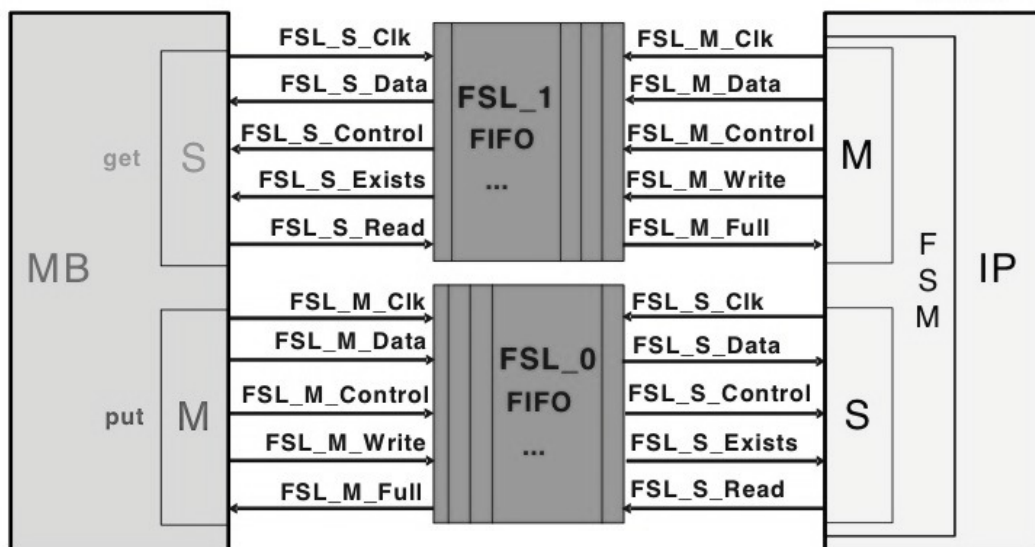 FSL_S_Clk
FSL_S_Data
FSL_S_Control
FSL_S_Exists
FSL_S_Read
get
S
MB
FSL_1
FIFO
...
FSL_M_Clk
FSL_M_Data
FSL_M_Control
FSL_M_Write
FSL_M_Full
M
FSM
IP
FSL_M_Clk
FSL_M_Data
FSL_M_Control
FSL_M_Write
FSL_M_Full
put
M
FSL_0
FIFO
...
FSL_S_Clk
FSL_S_Data
FSL_S_Control
FSL_S_Exists
FSL_S_Read
S